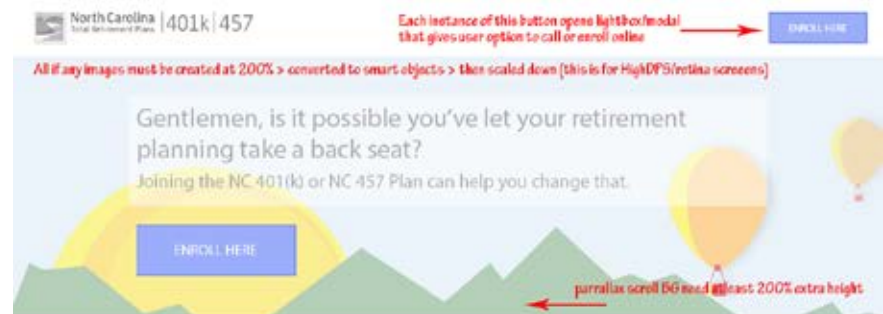 North Carolina
Total Retirement Plans
401k|457
Each instance of this button opens lightbox/modal
that gives user option to call or enroll online
ENROLL HERE
All if any images must be created at 200% > converted to smart objects > then scaled down [this is for HighDPS/retina screeens]
Gentlemen, is it possible you've let your retirement
planning take a back seat?
Joining the NC 401(k) or NC 457 Plan can help you change that.
ENROLL HERE
parrallax scroll BG need atleast 200% extra height